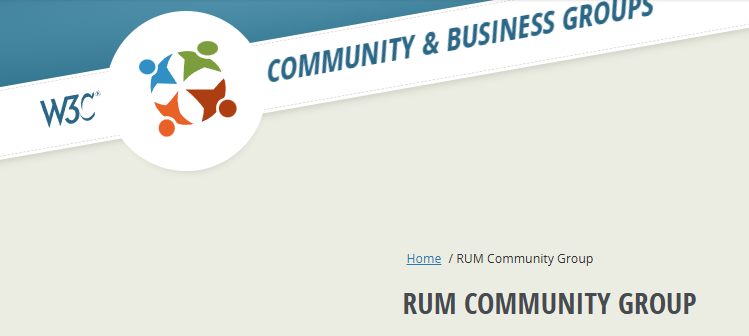 W3C®
COMMUNITY & BUSINESS GROUPS
Home / RUM Community Group
RUM COMMUNITY GROUP